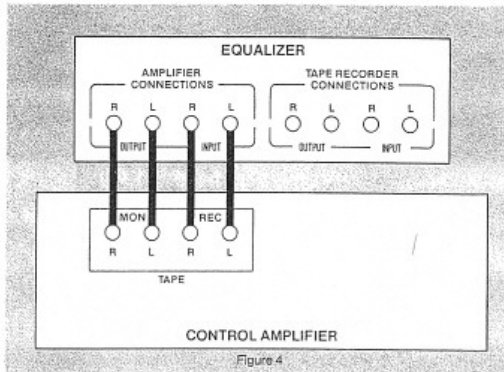 EQUALIZER
AMPLIFIER
CONNECTIONS
R L R L
OUTPUT INPUT
TAPE RECORDER
CONNECTIONS
R L R L
OUTPUT INPUT
MON REC
R L R L
TAPE
CONTROL AMPLIFIER
Figure 4